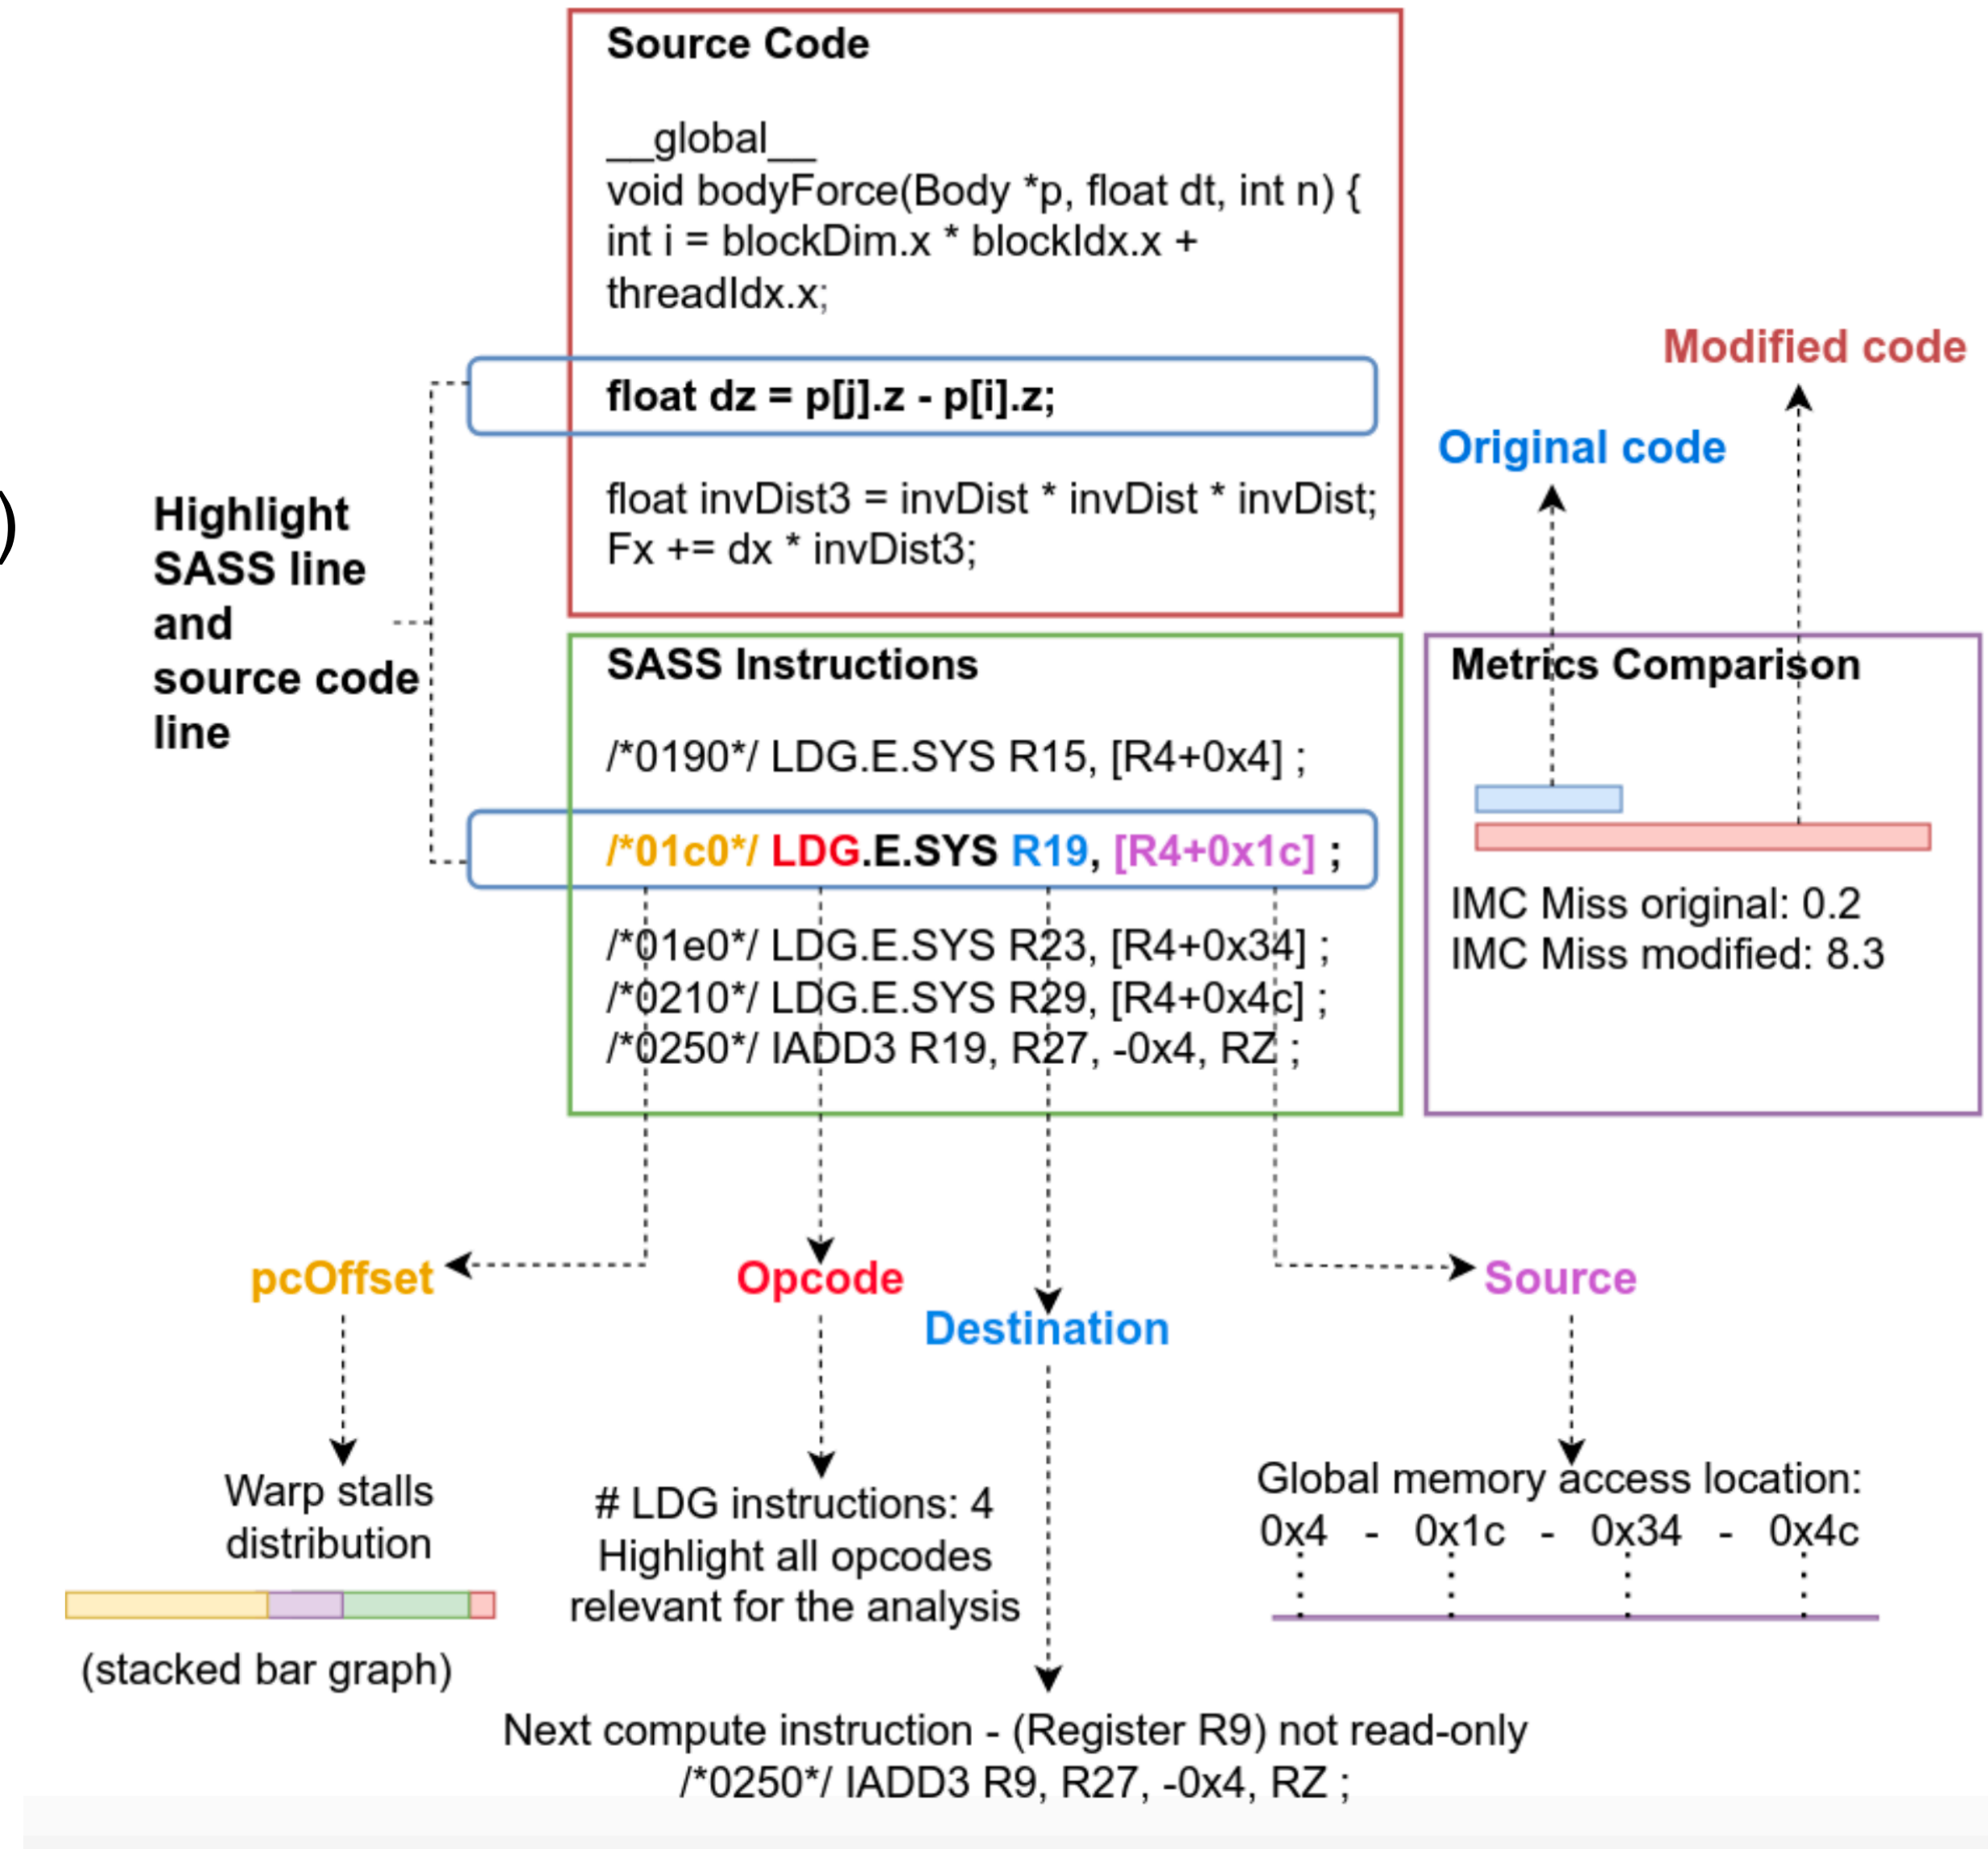 Source Code
__global__
void bodyForce(Body *p, float dt, int n) {
int i = blockDim.x * blockIdx.x +
threadIdx.x;
float dz = p[j].z - p[i].z;
float invDist3 = invDist * invDist * invDist;
Fx += dx * invDist3;
Modified code
Original code
)
Highlight
SASS line
and
source code
line
SASS Instructions
/*0190*/ LDG.E.SYS R15, [R4+0x4] ;
/*01c0*/ LDG.E.SYS R19, [R4+0x1c] ;
/*01e0*/ LDG.E.SYS R23, [R4+0x34] ;
/*0210*/ LDG.E.SYS R29, [R4+0x4c] ;
/*0250*/ IADD3 R19, R27, -0x4, RZ ;
Metrics Comparison
IMC Miss original: 0.2
IMC Miss modified: 8.3
pcOffset
Opcode
Destination
Source
Warp stalls
distribution
(stacked bar graph)
# LDG instructions: 4
Highlight all opcodes
relevant for the analysis
Global memory access location:
0x4 - 0x1c - 0x34 - 0x4c
Next compute instruction - (Register R9) not read-only
/*0250*/ IADD3 R9, R27, -0x4, RZ ;